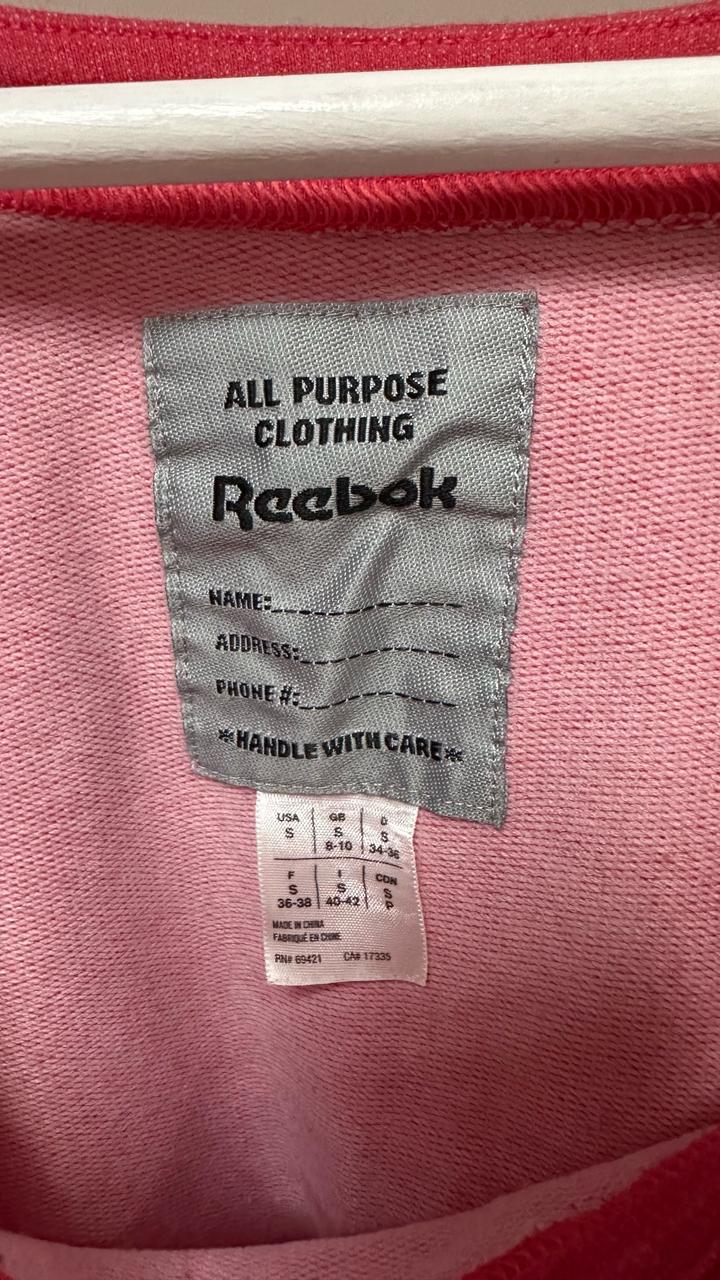 ALL PURPOSE
CLOTHING
Reebok
NAME:
ADDRESS:
PHONE #:
*HANDLE WITH CARE*
USA GB D
S S S
8-10 34-36
F I CDN
S S S
36-38 40-42 P
MADE IN CHINA
FABRIQUÉ EN CHINE
RN# 69421 CA# 17335